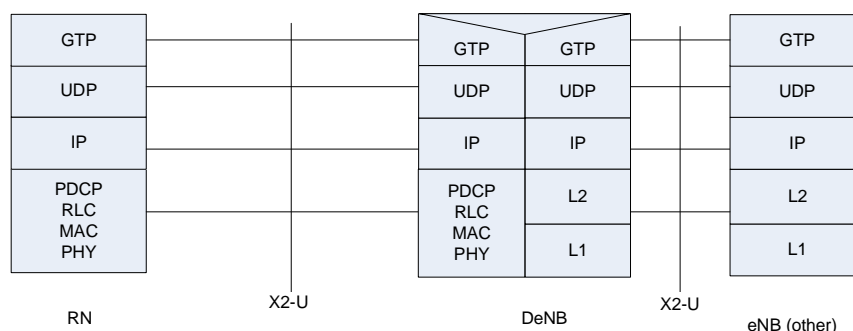 GTP
GTP
GTP
GTP
UDP
UDP
UDP
UDP
IP
IP
IP
IP
PDCP
RLC
MAC
PHY
PDCP
RLC
MAC
PHY
L2
L1
L2
L1
X2-U
X2-U
RN
DeNB
eNB (other)